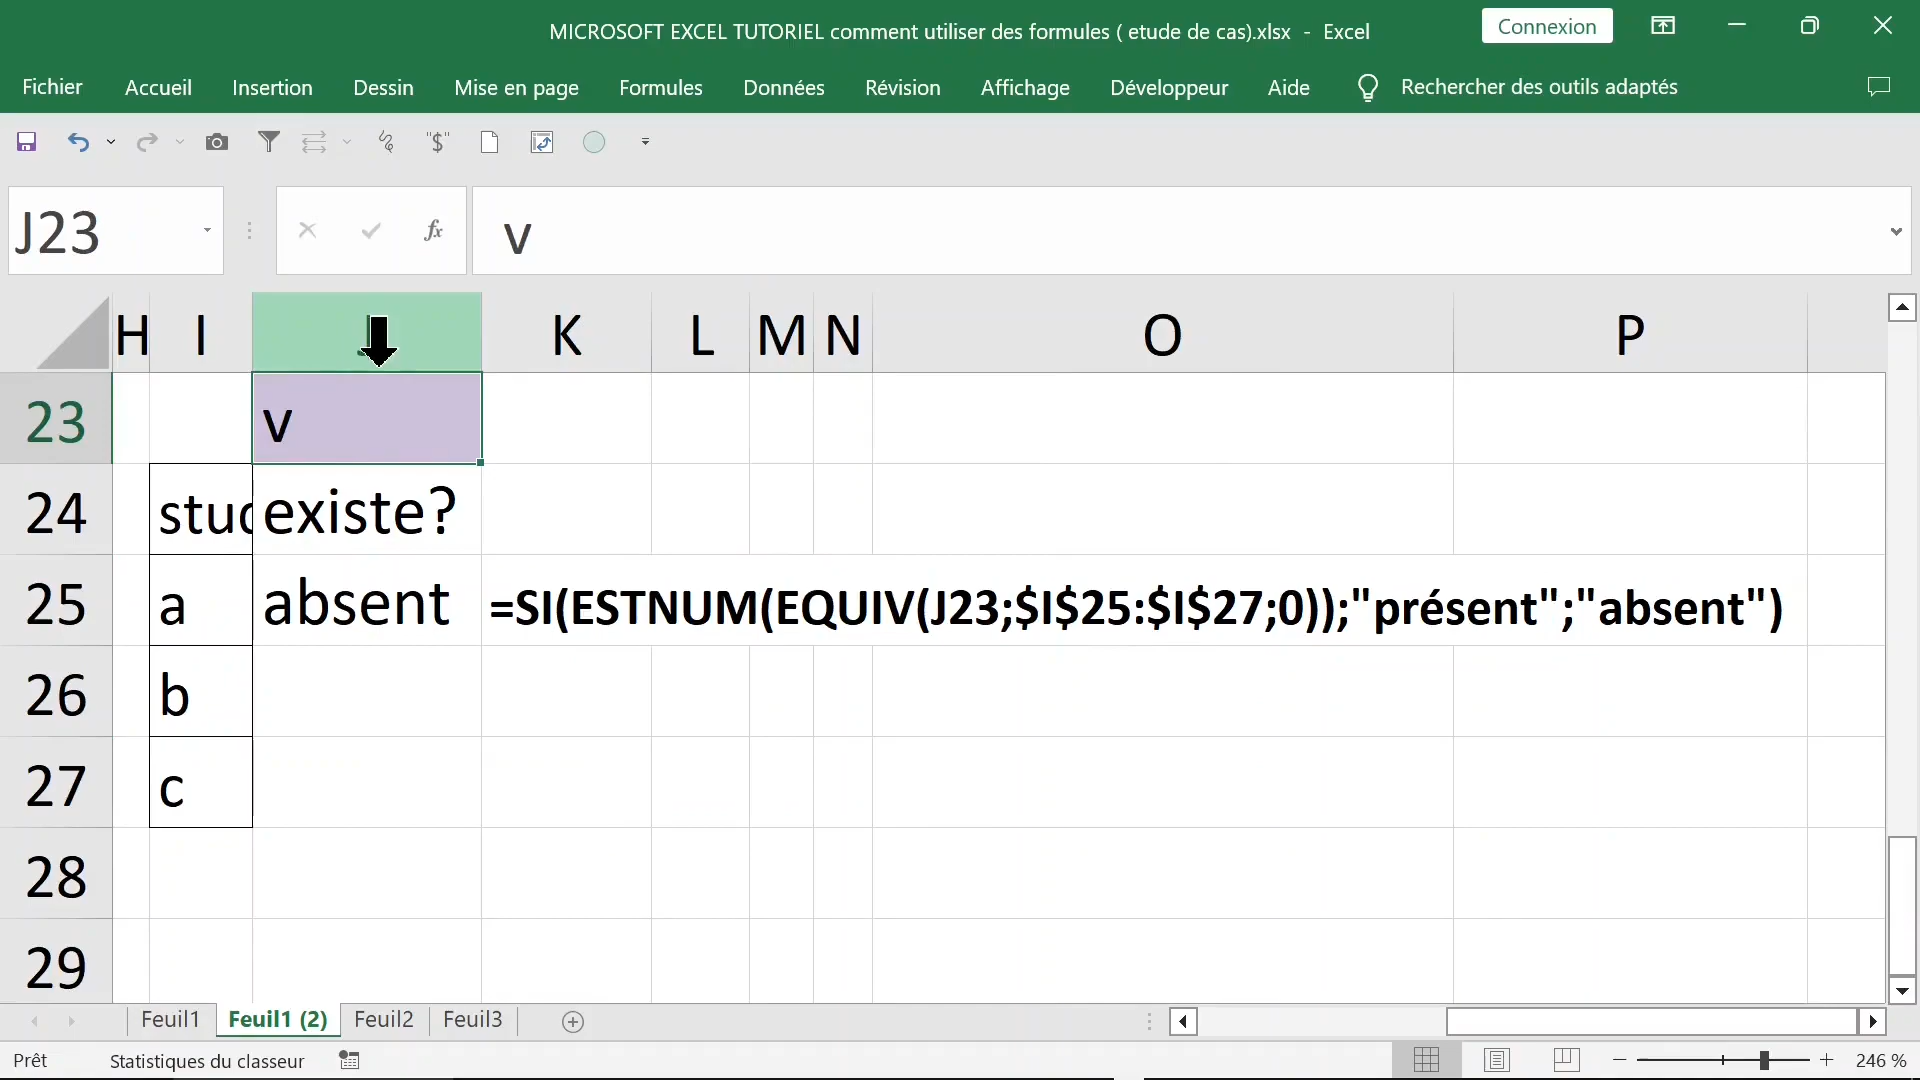 MICROSOFT EXCEL TUTORIEL comment utiliser des formules ( etude de cas).xlsx - Excel
Connexion
Fichier Accueil Insertion Dessin Mise en page Formules Données Révision Affichage Développeur Aide Rechercher des outils adaptés
"$"
J23 fx v
H I J K L M N O P
23 v
24 stud existe?
25 a absent =SI(ESTNUM(EQUIV(J23;$I$25:$I$27;0));"présent";"absent")
26 b
27 c
28
29
Feuil1 Feuil1 (2) Feuil2 Feuil3
Prêt Statistiques du classeur 246 %